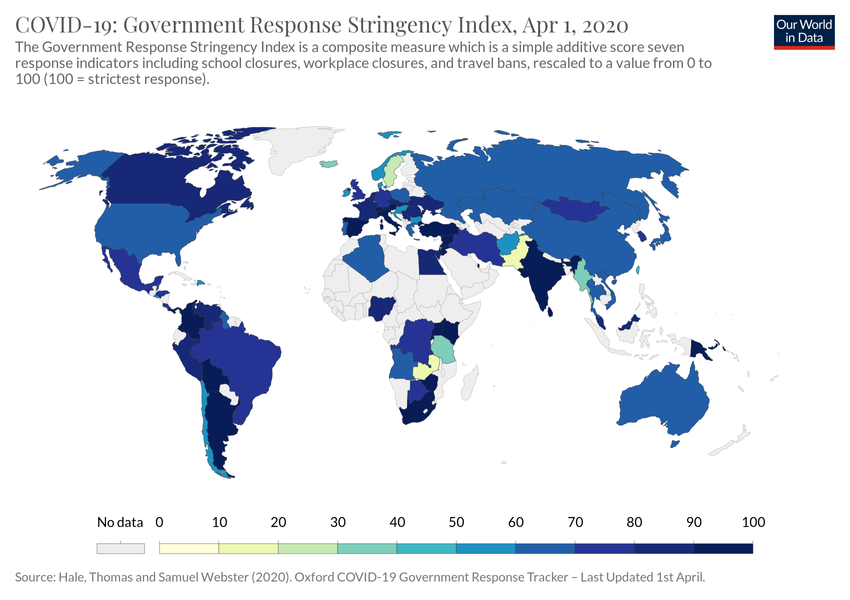 COVID-19: Government Response Stringency Index, Apr 1, 2020
Our World
in Data
The Government Response Stringency Index is a composite measure which is a simple additive score seven
response indicators including school closures, workplace closures, and travel bans, rescaled to a value from 0 to
100 (100 = strictest response).
No data 0 10 20 30 40 50 60 70 80 90 100
Source: Hale, Thomas and Samuel Webster (2020). Oxford COVID-19 Government Response Tracker – Last Updated 1st April.